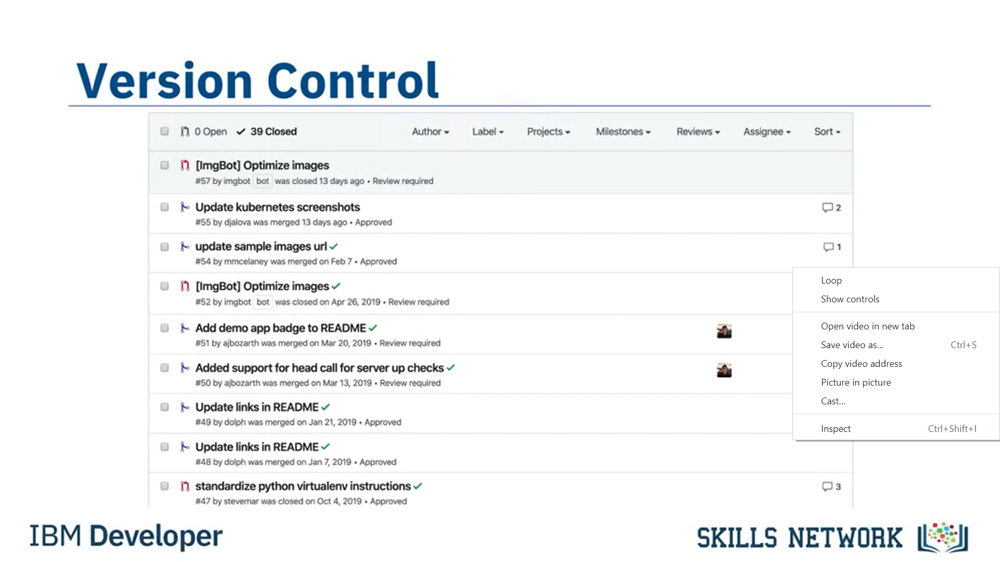 Version Control
0 Open ✓ 39 Closed Author Label Projects Milestones Reviews Assignee Sort
[ImgBot] Optimize images
#57 by imgbot bot was closed 13 days ago • Review required
Update kubernetes screenshots 2
#55 by djalova was merged 13 days ago • Approved
update sample images url ✓ 1
#54 by mmcelaney was merged on Feb 7 • Approved
[ImgBot] Optimize images ✓
#52 by imgbot bot was closed on Apr 26, 2019 • Review required
Add demo app badge to README ✓
#51 by ajbozarth was merged on Mar 20, 2019 • Review required
Added support for head call for server up checks ✓
#50 by ajbozarth was merged on Mar 13, 2019 • Review required
Update links in README ✓
#49 by dolph was merged on Jan 21, 2019 • Approved
Update links in README ✓
#48 by dolph was merged on Jan 7, 2019 • Approved
standardize python virtualenv instructions ✓ 3
#47 by stevemar was closed on Oct 4, 2019 • Approved
Loop
Show controls
Open video in new tab
Save video as... Ctrl+S
Copy video address
Picture in picture
Cast...
Inspect Ctrl+Shift+I
IBM Developer
SKILLS NETWORK